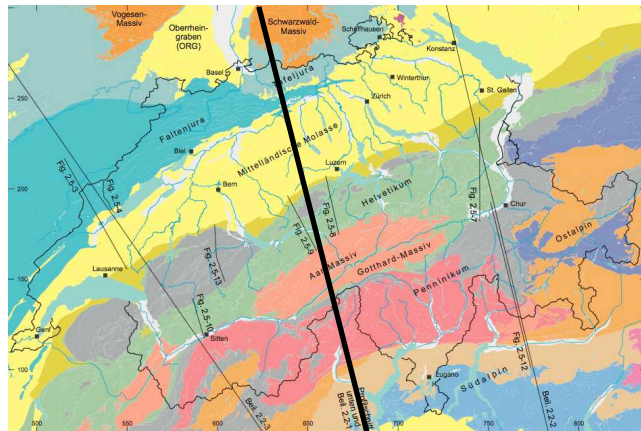 Vogesen-
Massiv
Oberrhein-
graben
(ORG)
Schwarzwald-
Massiv
Schaffhausen
Konstanz
Basel
Tafeljura
Winterthur
St. Gallen
Zürich
250
Faltenjura
Biel
Mittelländische Molasse
Luzern
Bern
200
Helvetikum
Chur
Fig. 2.5-3
Fig. 2.5-4
Fig. 2.5-8
Fig. 2.5-9
Fig. 2.5-7
Ostalpin
Aar-Massiv
Gotthard-Massiv
Penninikum
Fig. 2.5-13
Lausanne
150
Fig. 2.5-10
Genf
Sitten
100
Fig. 2.5-12
Lugano
Südalpin
Profilschnitt
unten und
Beil. 2.2-1
Beil. 2.2-3
Beil. 2.2-2
500
550
600
650
700
750
800